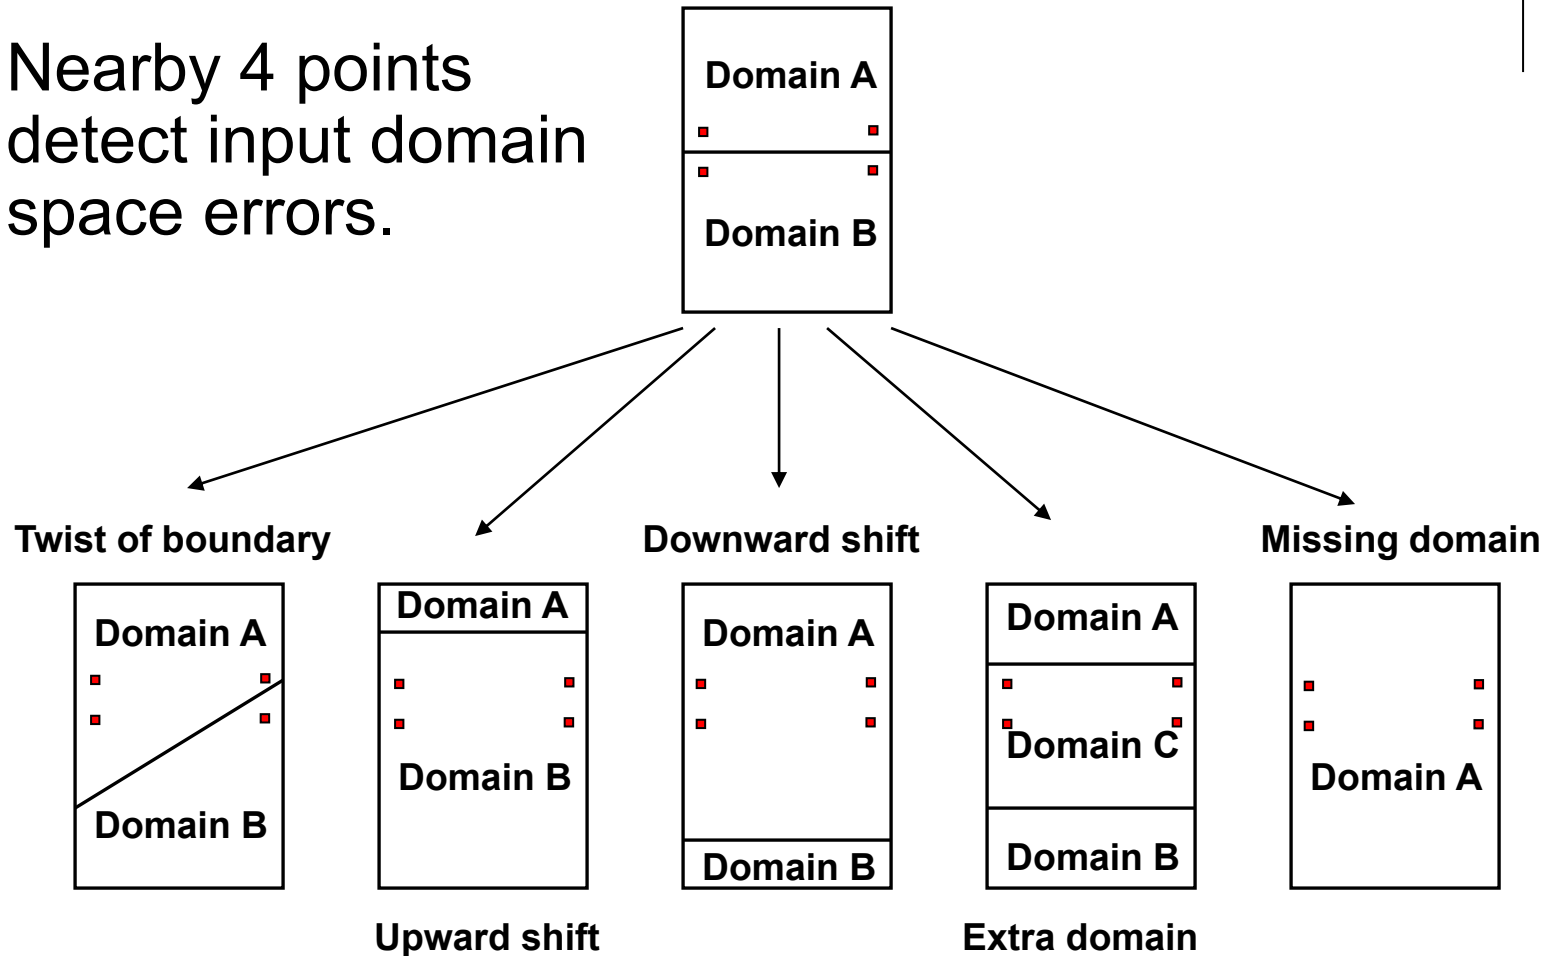 Nearby 4 points
detect input domain
space errors.
Domain A
Domain B
Twist of boundary
Domain A
Domain B
Domain A
Domain B
Upward shift
Downward shift
Domain A
Domain B
Domain A
Domain C
Domain B
Extra domain
Missing domain
Domain A